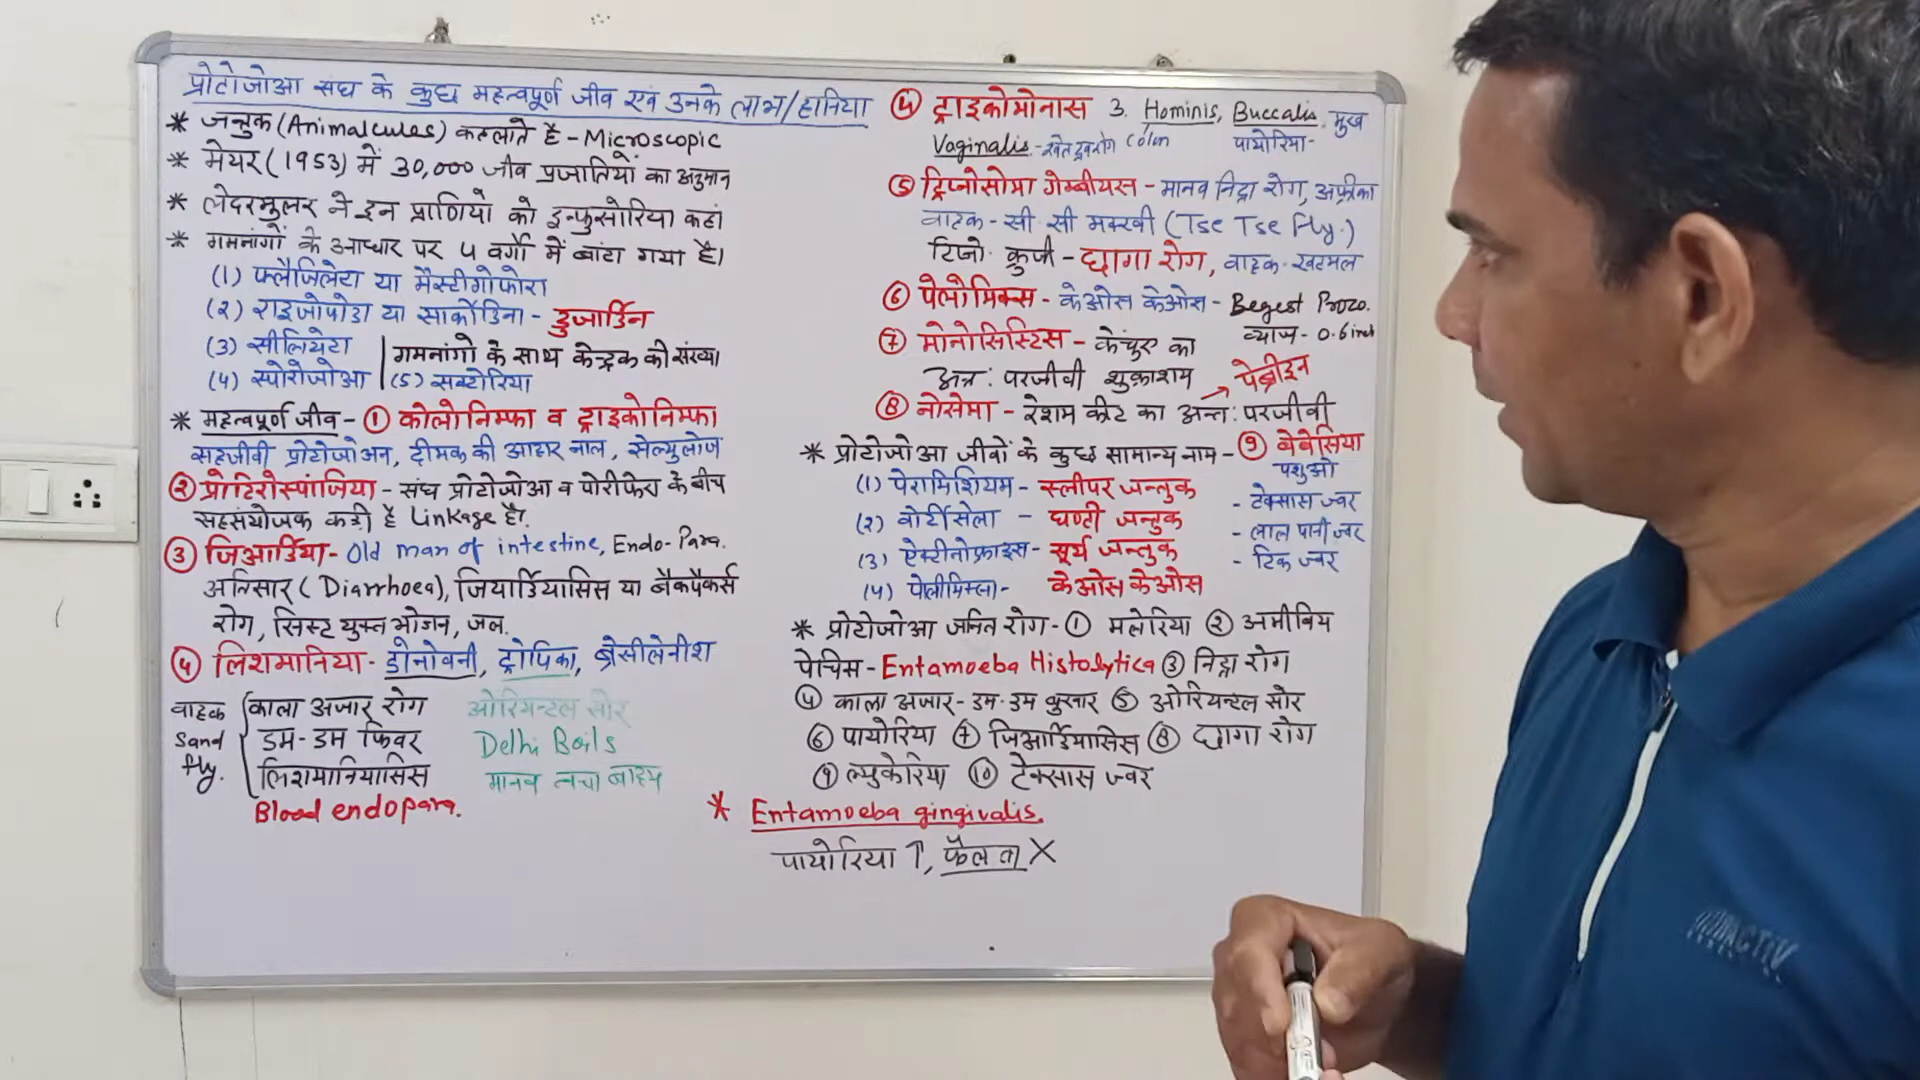 प्रोटोजोआ संघ के कुछ महत्वपूर्ण जीव एवं उनके लाभ/हानिया
* जन्तुक (Animalcules) कहलाते है - Microscopic
* मेयर (1953) में 30,000 जीव प्रजातियों का अनुमान
* लेदरमुलर ने इन प्राणियों को इन्फुसोरिया कहां
* गमनांगों के आधार पर 4 वर्गों में बांटा गया है।
(1) फ्लैजिलेटा या मैस्टीगोफोरा
(2) राइजोपोडा या सार्कोडिना - डुजार्डिन
(3) सीलियेटा
(4) स्पोरोजोआ
गमनांगो के साथ केन्द्रक की संख्या
(5) सक्टोरिया
* महत्वपूर्ण जीव - ① कोलोनिम्फा व ट्राइकोनिम्फा
सहजीवी प्रोटोजोअन, दीमक की आहार नाल, सेल्युलोज
② प्रोटिरोस्पांजिया - संघ प्रोटोजोआ व पोरीफेरा के बीच
सहसंयोजक कड़ी है Linkage है।
③ जिआर्डिया - Old man of intestine, Endo-Para.
अतिसार (Diarrhoea), जियार्डियासिस या बैकपैकर्स
रोग, सिस्ट युक्त भोजन, जल.
④ लिशमानिया - डोनोवनी, ट्रोपिका, ब्रेसीलेनीश
वाहक Sand fly.
काला अजार रोग
डम-डम फिवर
लिशमानियासिस
Blood endopara.
ओरियन्टल सोर
Delhi Boils
मानव त्वचा बाह्य
④ ट्राइकोमोनास 3. Hominis, Buccalis मुख
Vaginalis - श्वेत प्रदर रोग Colon पायोरिया -
⑤ ट्रिप्नोसोमा गेम्बीयस - मानव निद्रा रोग, अफ्रीका
वाहक - सी-सी मक्खी (Tse Tse Fly.)
टिप्नो. क्रुजी - छागा रोग, वाहक - खटमल
⑥ पेलोमिक्स - केओस केओस - Begest Prozo.
व्याज - 0.6 inch
⑦ मोनोसिस्टिस - केंचुए का
अन्त: परजीवी शुक्राशय
⑧ नोसेमा - रेशम कीट का अन्त: परजीवी → पेब्रीइन
* प्रोटोजोआ जीवों के कुछ सामान्य नाम -
(1) पेरामिशियम - स्लीपर जन्तुक
(2) वोर्टीसेला - घण्टी जन्तुक
(3) ऐक्टीनोफ्राइस - सूर्य जन्तुक
(4) पेलोमिक्सा - केओस केओस
⑨ बेबेसिया
पशुओ
- टेक्सास ज्वर
- लाल पानी ज्वर
- टिक ज्वर
* प्रोटोजोआ जनित रोग - ① मलेरिया ② अमीबिय
पेचिस - Entamoeba Histolytica ③ निद्रा रोग
④ काला अजार - डम-डम बुखार ⑤ ओरियन्टल सोर
⑥ पायोरिया ⑦ जिआर्डियासिस ⑧ छागा रोग
⑨ ल्युकेरिया ⑩ टेक्सास ज्वर
* Entamoeba gingivalis.
पायोरिया ↑, फैलता X